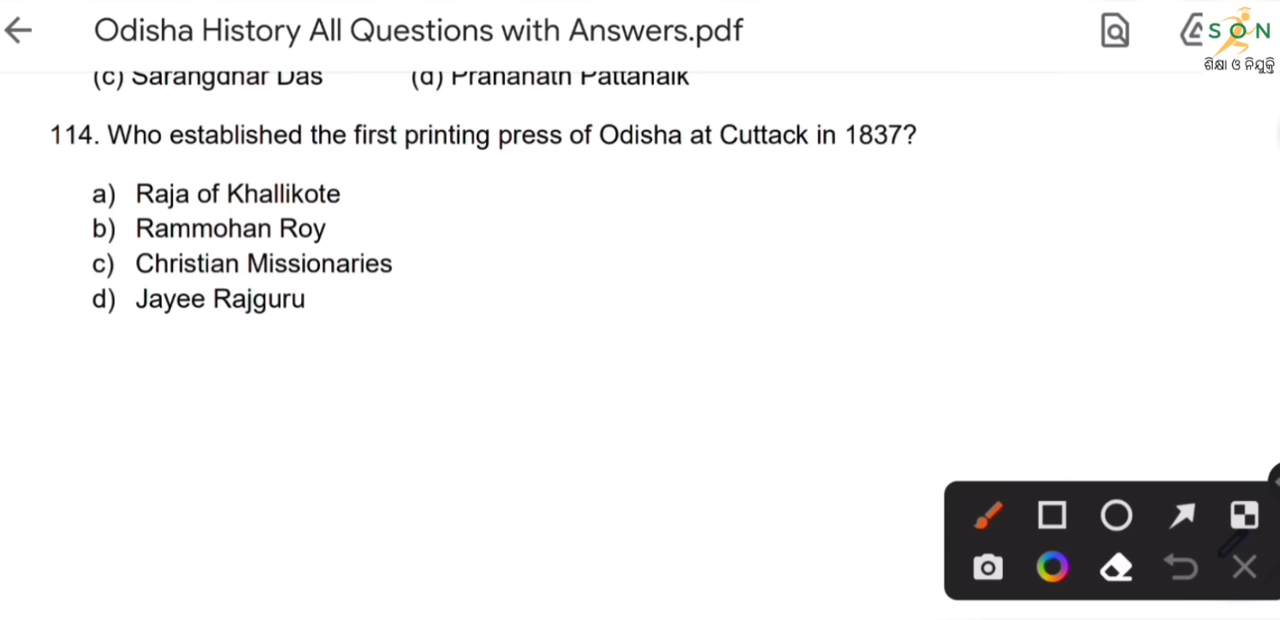 Odisha History All Questions with Answers.pdf
SON
ଶିକ୍ଷା ଓ ନିଯୁକ୍ତି
(c) Sarangdhar Das (d) Prananath Pattanaik
114. Who established the first printing press of Odisha at Cuttack in 1837?
a) Raja of Khallikote
b) Rammohan Roy
c) Christian Missionaries
d) Jayee Rajguru